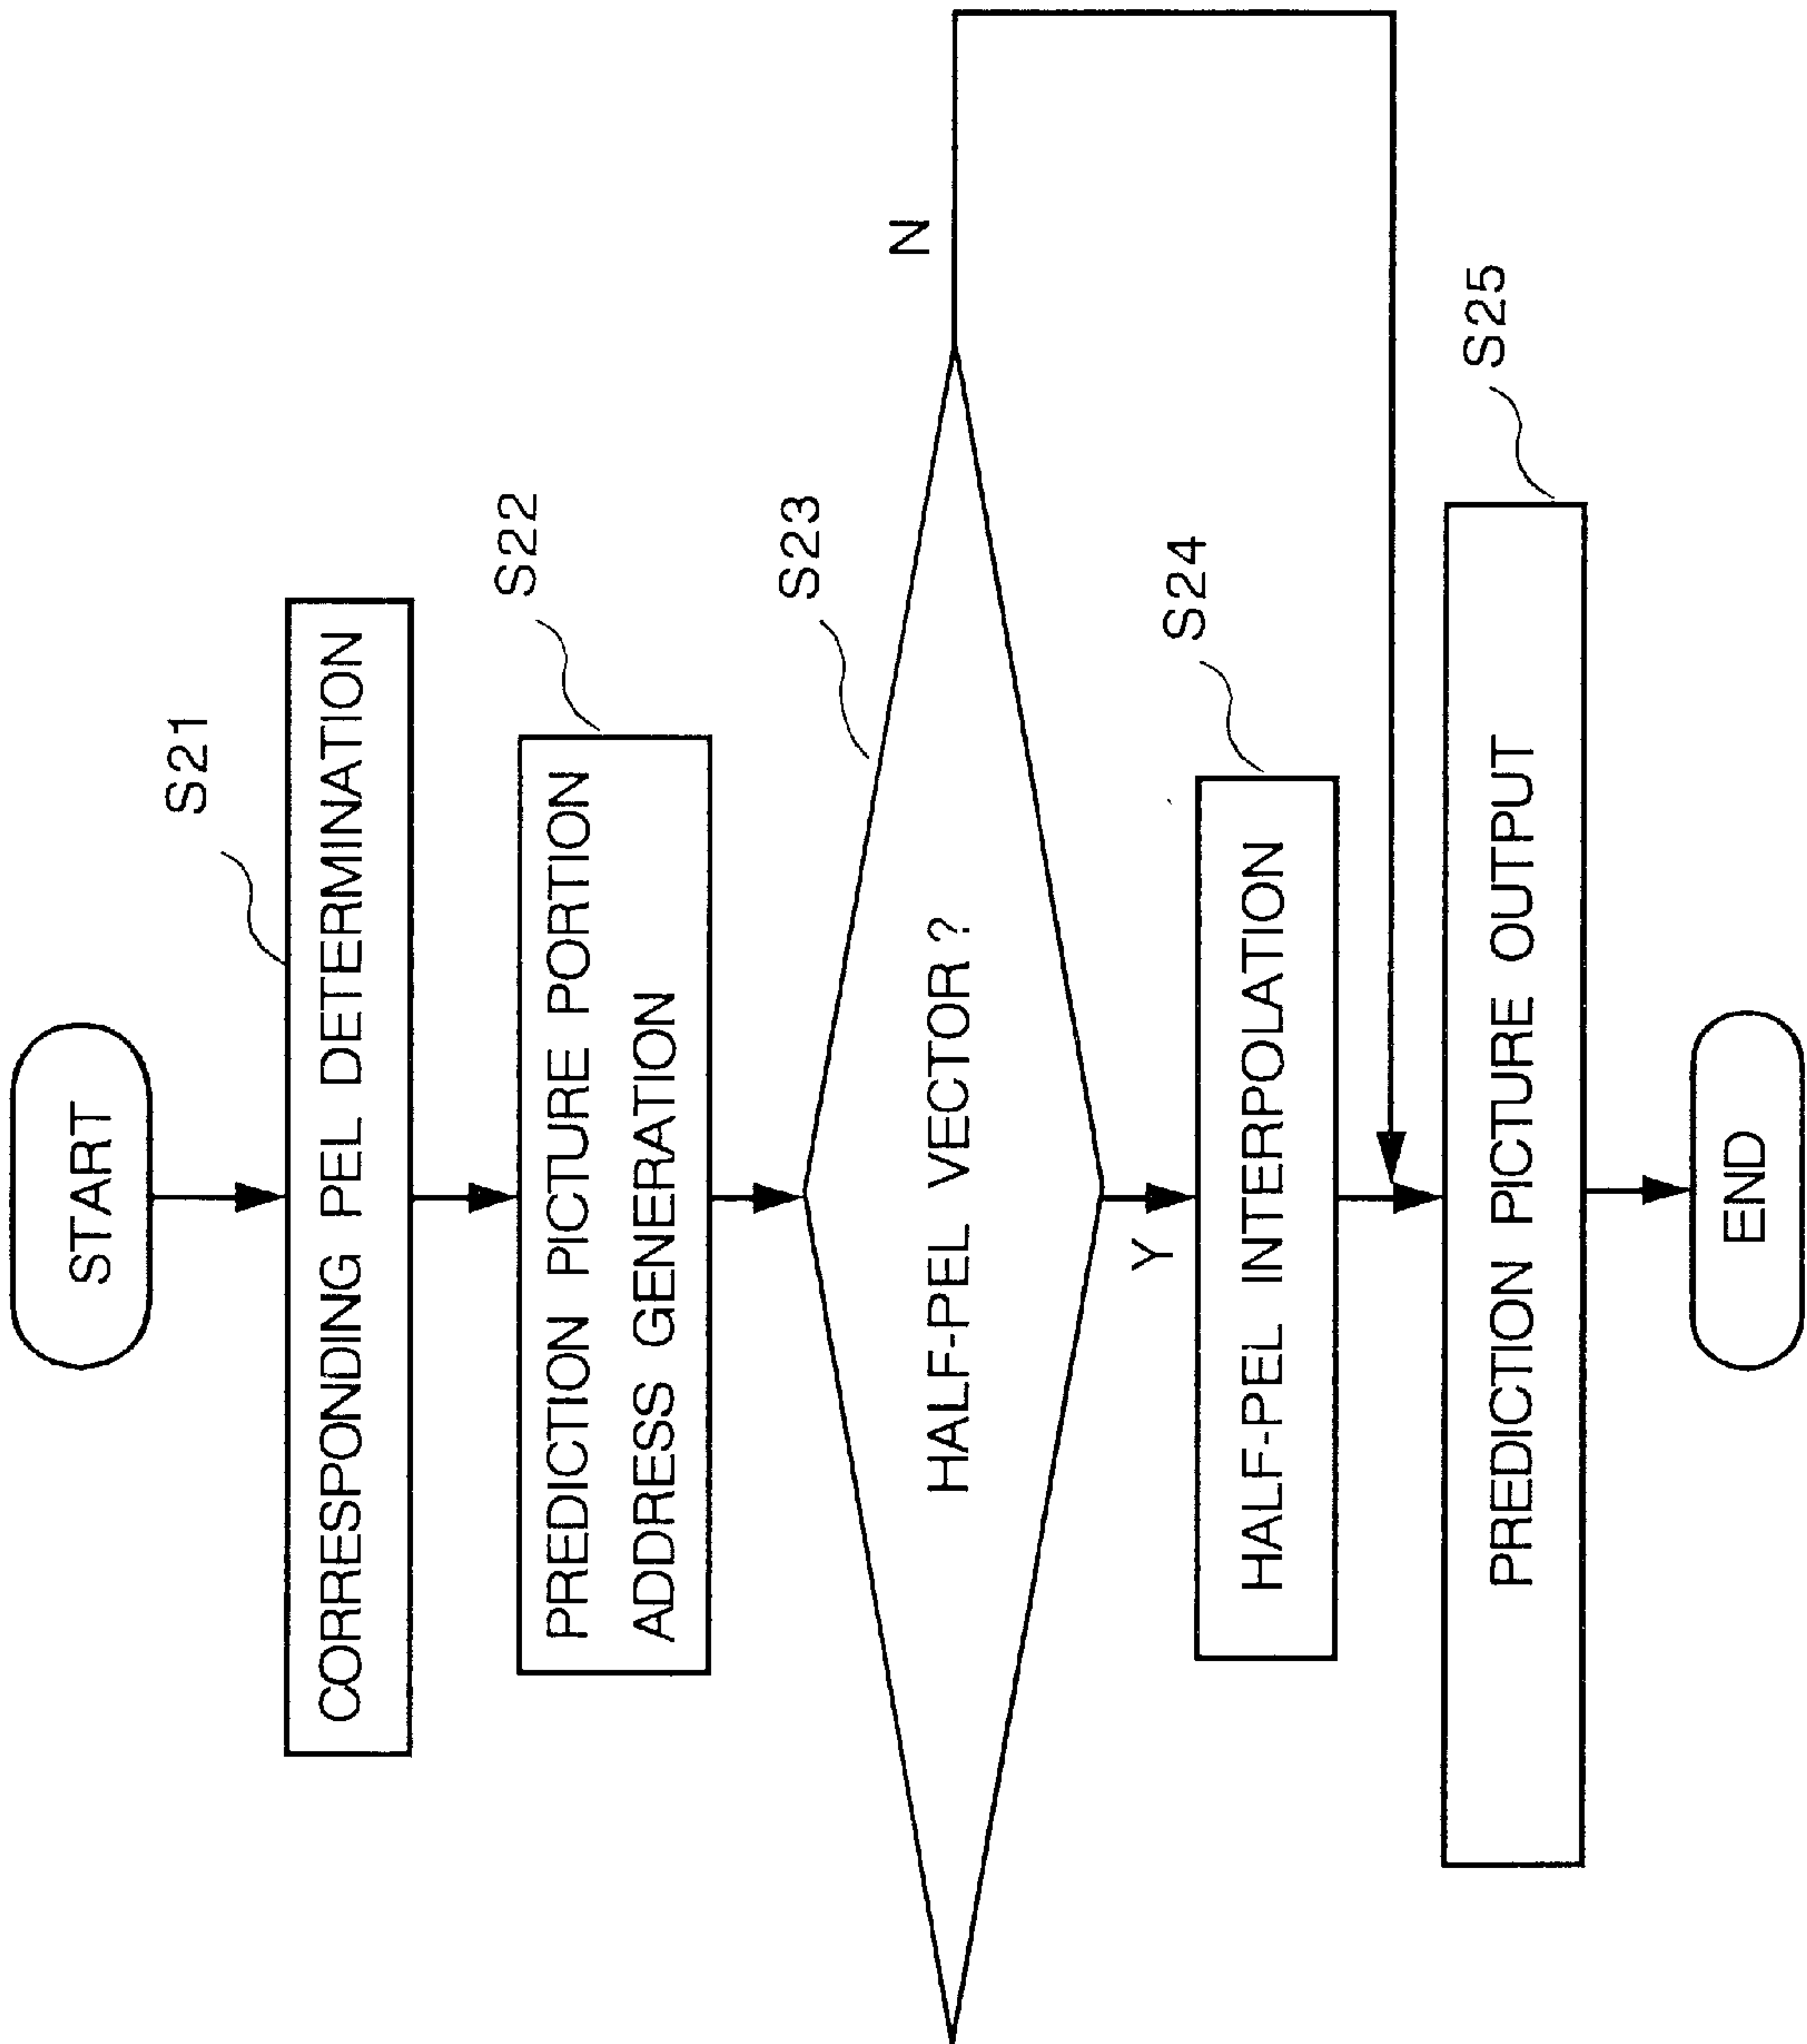 START
S21
CORRESPONDING PEL DETERMINATION
S22
PREDICTION PICTURE PORTION
ADDRESS GENERATION
S23
HALF-PEL VECTOR?
N
Y
S24
HALF-PEL INTERPOLATION
S25
PREDICTION PICTURE OUTPUT
END